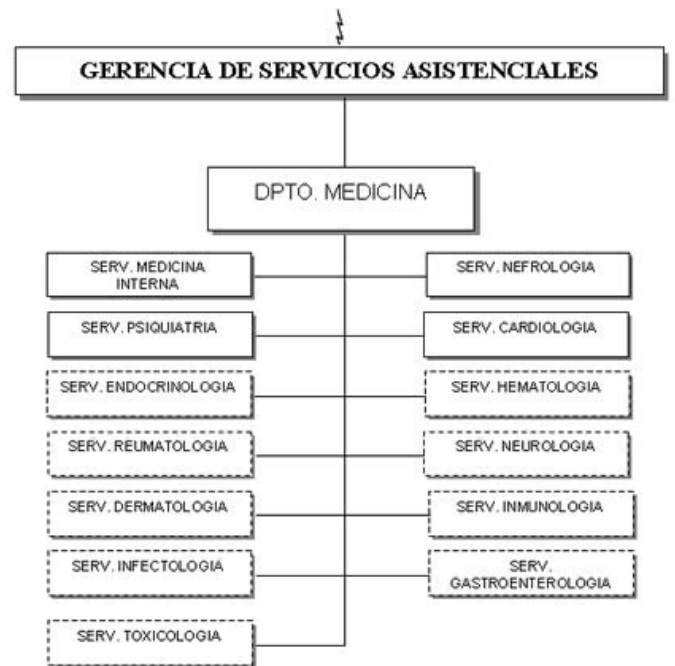 GERENCIA DE SERVICIOS ASISTENCIALES
DPTO. MEDICINA
SERV. MEDICINA
INTERNA
SERV. NEFROLOGIA
SERV. PSIQUIATRIA
SERV. CARDIOLOGIA
SERV. ENDOCRINOLOGIA
SERV. HEMATOLOGIA
SERV. REUMATOLOGIA
SERV. NEUROLOGIA
SERV. DERMATOLOGIA
SERV. INMUNOLOGIA
SERV. INFECTOLOGIA
SERV.
GASTROENTEROLOGIA
SERV. TOXICOLOGIA